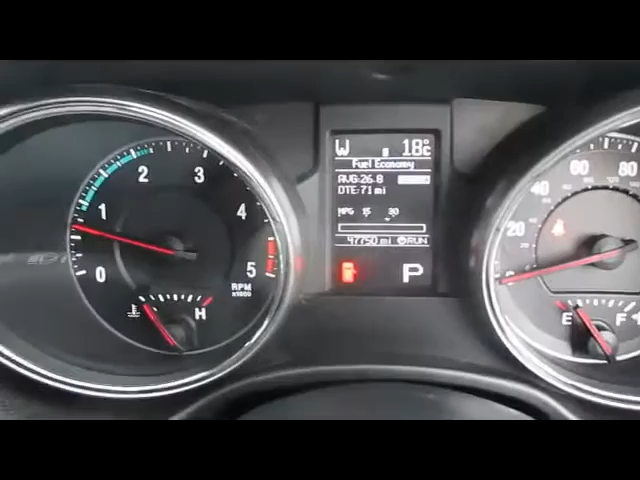 W 18°C
Fuel Economy
AVG:26.8
DTE:71 mi
MPG 15 30
47750 mi RUN
P
0 1 2 3 4 5
RPM
x1000
H
20 40 60 80
E F